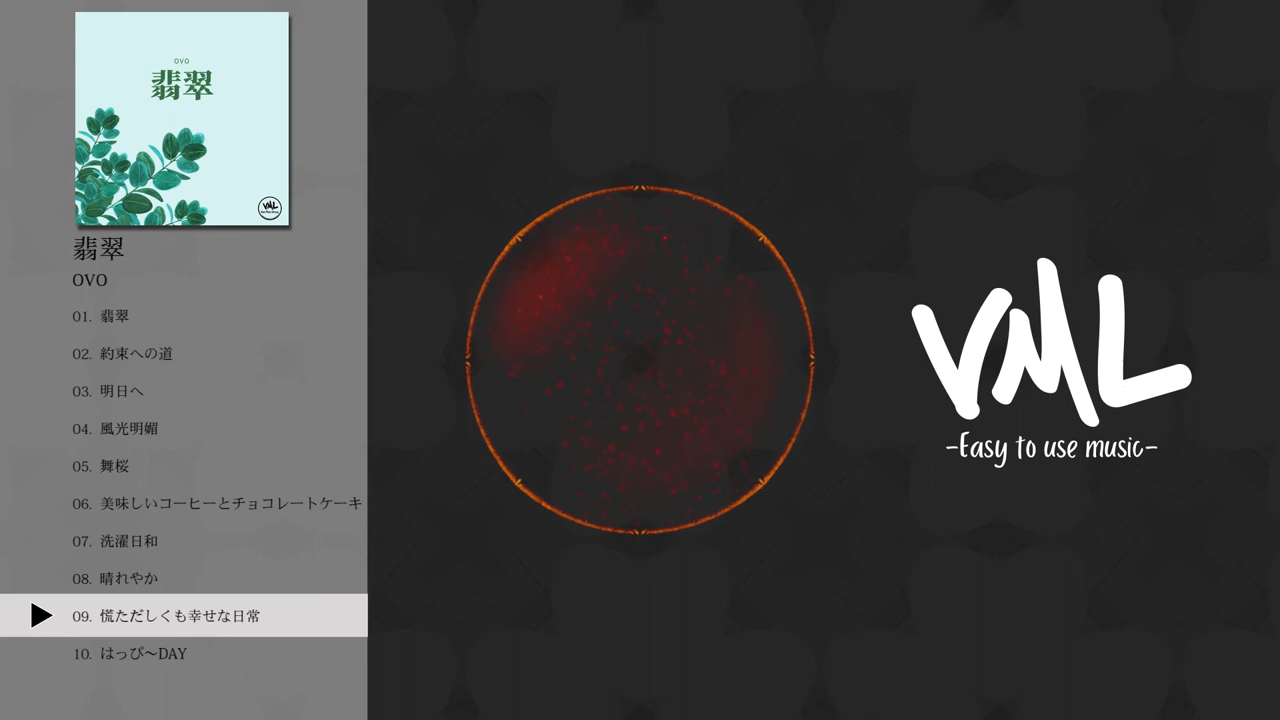 OVO
翡翠
VML
翡翠
OVO
01. 翡翠
02. 約束への道
03. 明日へ
04. 風光明媚
05. 舞桜
06. 美味しいコーヒーとチョコレートケーキ
07. 洗濯日和
08. 晴れやか
09. 慌ただしくも幸せな日常
10. はっぴ〜DAY
VML
-Easy to use music-